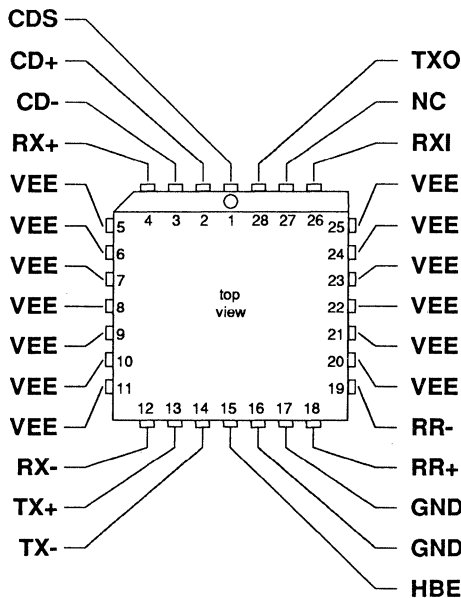 CDS
CD+
CD-
RX+
VEE
VEE
VEE
VEE
VEE
VEE
VEE
RX-
TX+
TX-
TXO
NC
RXI
VEE
VEE
VEE
VEE
VEE
VEE
RR-
RR+
GND
GND
HBE
4 3 2 1 28 27 26
5
6
7
8
9
10
11
25
24
23
22
21
20
19
top
view
12 13 14 15 16 17 18